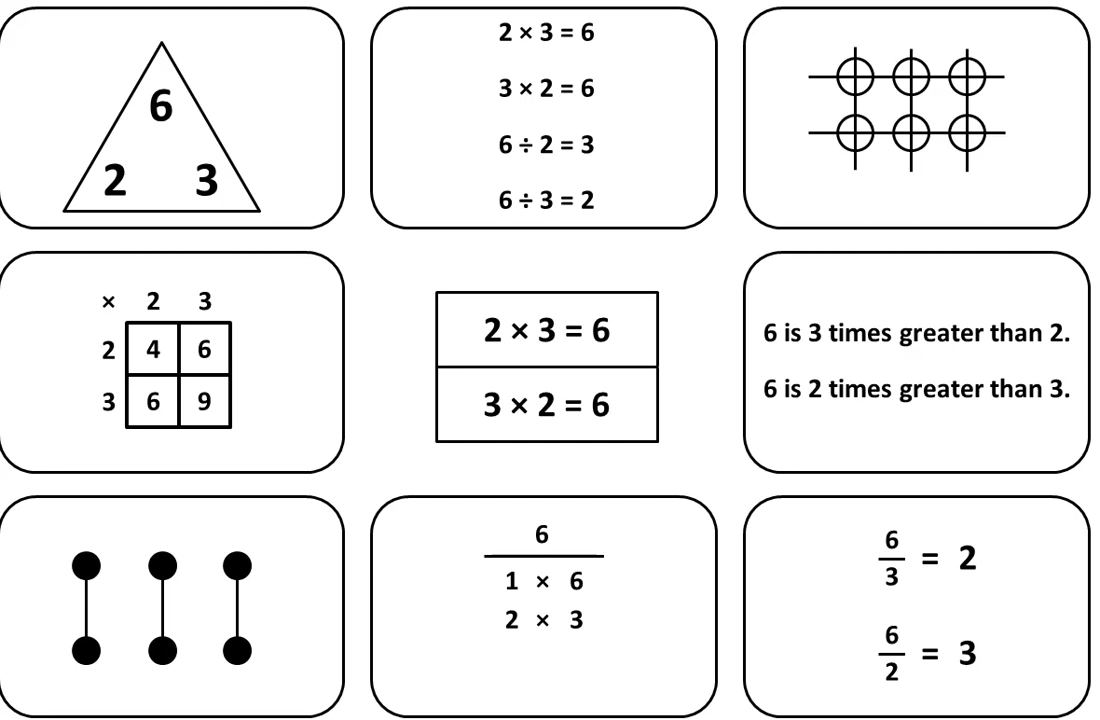 6
2 3
2 × 3 = 6
3 × 2 = 6
6 ÷ 2 = 3
6 ÷ 3 = 2
× 2 3
2 4 6
3 6 9
2 × 3 = 6
3 × 2 = 6
6 is 3 times greater than 2.
6 is 2 times greater than 3.
6
1 × 6
2 × 3
6/3 = 2
6/2 = 3